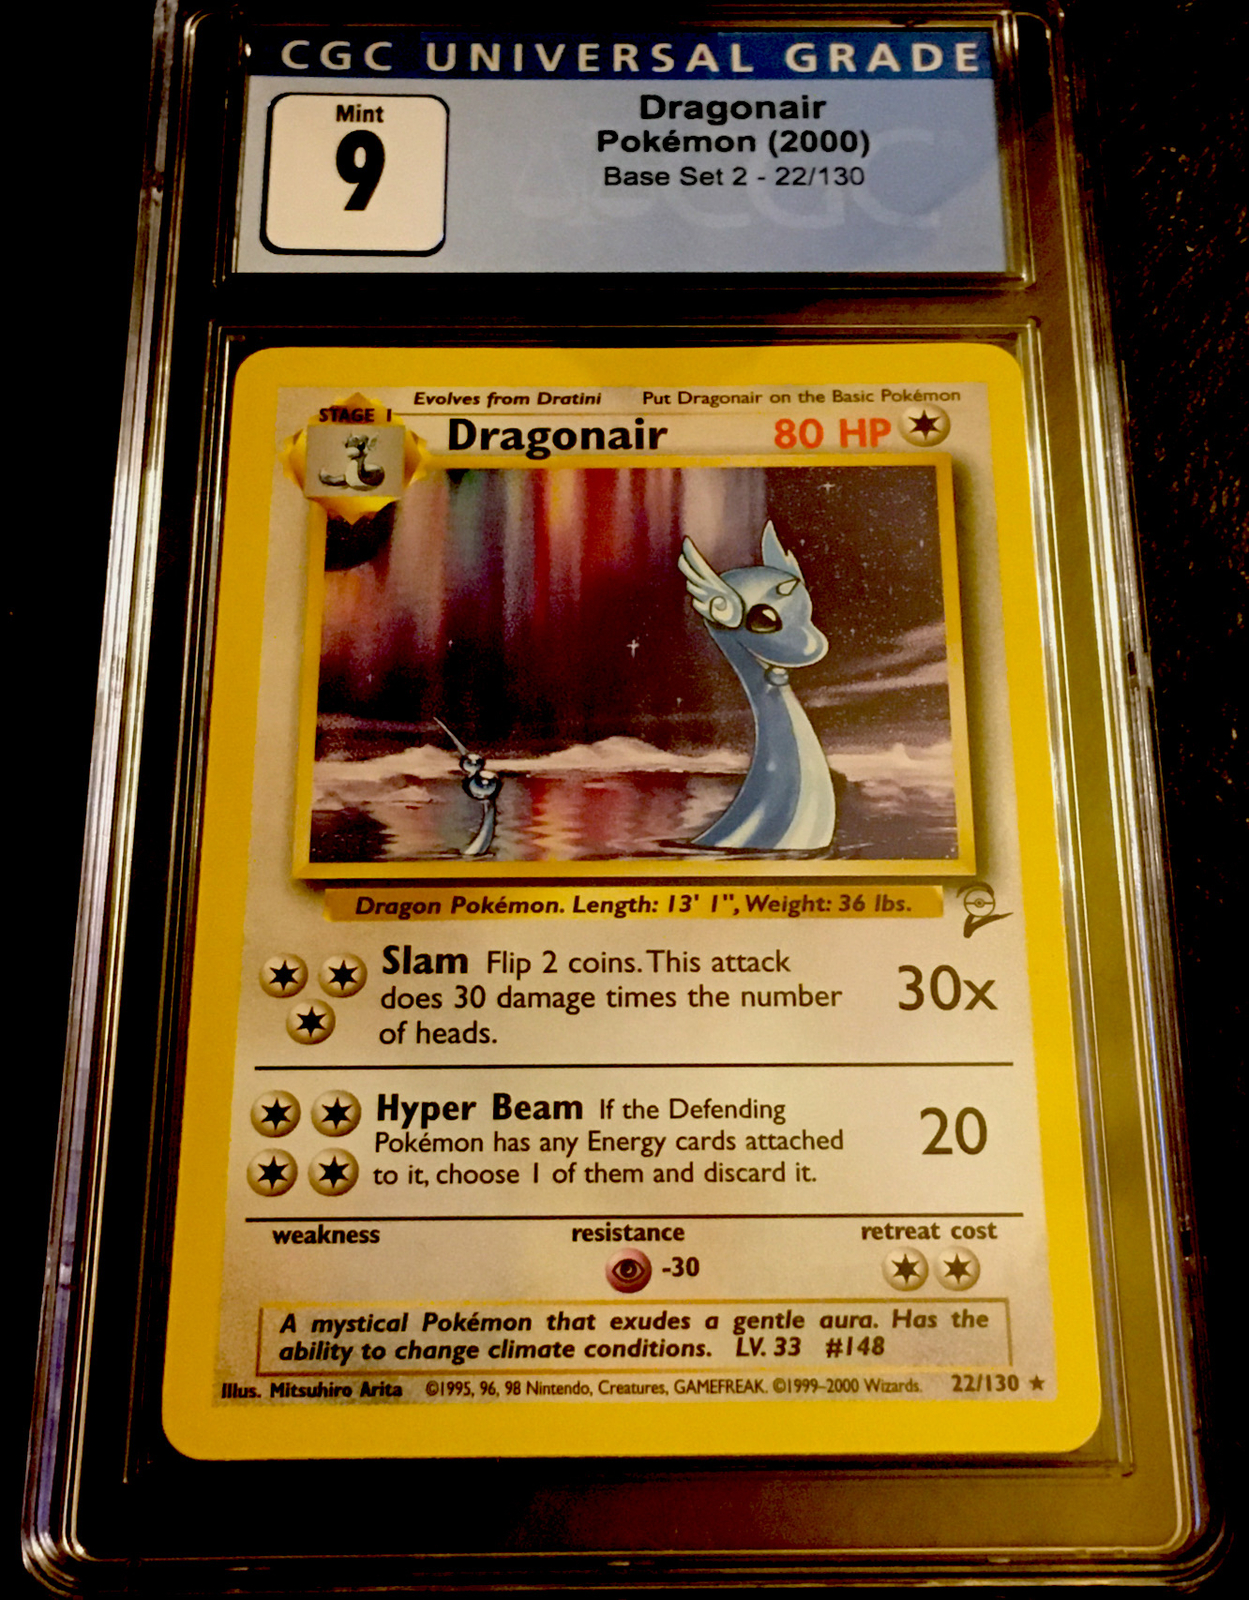 CGC UNIVERSAL GRADE
Mint
9
Dragonair
Pokémon (2000)
Base Set 2 - 22/130
CGC
Evolves from Dratini Put Dragonair on the Basic Pokémon
STAGE 1
Dragonair 80 HP
Dragon Pokémon. Length: 13' 1", Weight: 36 lbs.
Slam Flip 2 coins. This attack
does 30 damage times the number
of heads.
30x
Hyper Beam If the Defending
Pokémon has any Energy cards attached
to it, choose 1 of them and discard it.
20
weakness resistance retreat cost
-30
A mystical Pokémon that exudes a gentle aura. Has the
ability to change climate conditions. LV. 33 #148
Illus. Mitsuhiro Arita ©1995, 96, 98 Nintendo, Creatures, GAMEFREAK. ©1999-2000 Wizards. 22/130 ★